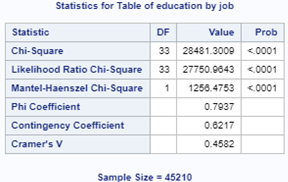 Statistics for Table of education by job
Statistic DF Value Prob
Chi-Square 33 28481.3009 <.0001
Likelihood Ratio Chi-Square 33 27750.9643 <.0001
Mantel-Haenszel Chi-Square 1 1256.4753 <.0001
Phi Coefficient 0.7937
Contingency Coefficient 0.6217
Cramer's V 0.4582
Sample Size = 45210